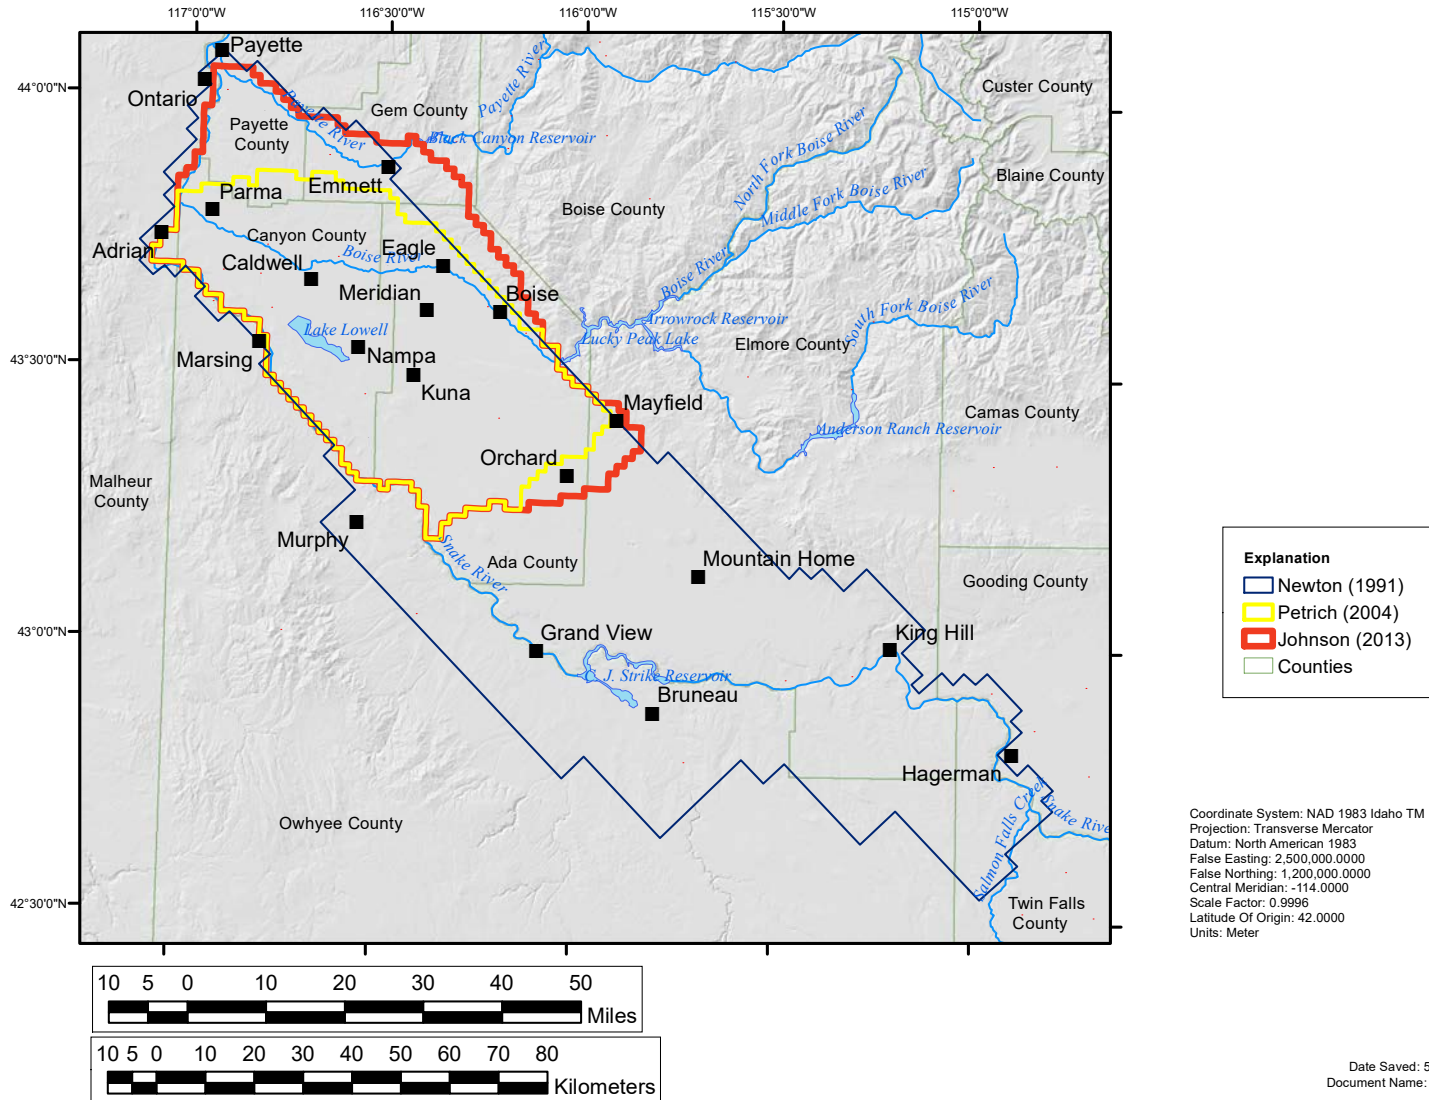 117°0'0"W
116°30'0"W
116°0'0"W
115°30'0"W
115°0'0"W
44°0'0"N
43°30'0"N
43°0'0"N
42°30'0"N
Payette
Ontario
Payette River
Gem County
Payette River
Black Canyon Reservoir
Custer County
Payette
County
Emmett
Parma
North Fork Boise River
Blaine County
Boise County
Middle Fork Boise River
Canyon County
Adrian
Caldwell
Boise River
Eagle
Boise River
Meridian
Boise
South Fork Boise River
Arrowrock Reservoir
Lucky Peak Lake
Elmore County
Lake Lowell
Marsing
Nampa
Kuna
Mayfield
Camas County
Anderson Ranch Reservoir
Orchard
Malheur
County
Murphy
Snake River
Ada County
Mountain Home
Gooding County
Grand View
King Hill
C. J. Strike Reservoir
Bruneau
Hagerman
Owyhee County
Salmon Falls Creek
Snake Rive
Twin Falls
County
Explanation
Newton (1991)
Petrich (2004)
Johnson (2013)
Counties
Coordinate System: NAD 1983 Idaho TM
Projection: Transverse Mercator
Datum: North American 1983
False Easting: 2,500,000.0000
False Northing: 1,200,000.0000
Central Meridian: -114.0000
Scale Factor: 0.9996
Latitude Of Origin: 42.0000
Units: Meter
10 5 0 10 20 30 40 50
Miles
10 5 0 10 20 30 40 50 60 70 80
Kilometers
Date Saved: 5
Document Name: